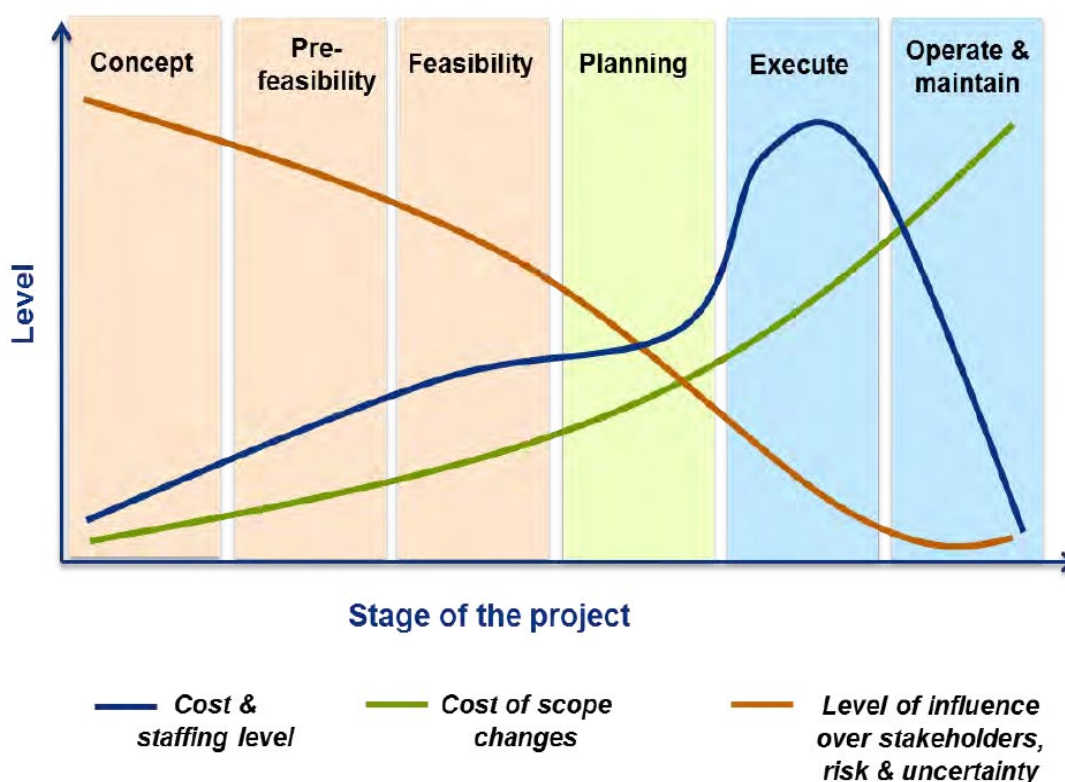 Concept
Pre-
feasibility
Feasibility
Planning
Execute
Operate &
maintain
Level
Stage of the project
Cost &
staffing level
Cost of scope
changes
Level of influence
over stakeholders,
risk & uncertainty